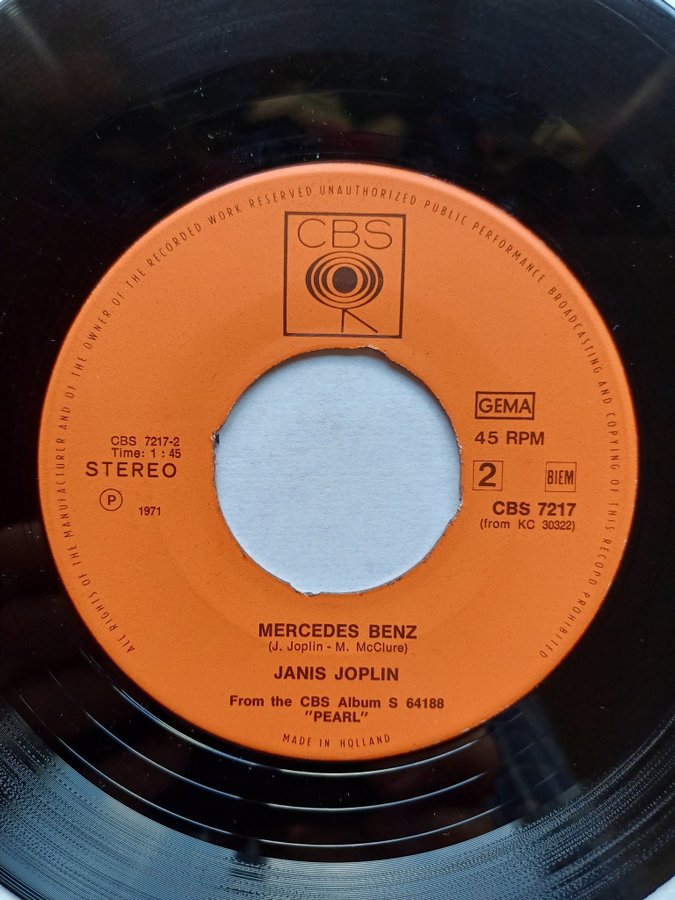 ALL RIGHTS OF THE MANUFACTURER AND OF THE OWNER OF THE RECORDED WORK RESERVED UNAUTHORIZED PUBLIC PERFORMANCE BROADCASTING AND COPYING OF THIS RECORD PROHIBITED
CBS
GEMA
45 RPM
CBS 7217-2
Time: 1 : 45
STEREO
2
BIEM
P 1971
CBS 7217
(from KC 30322)
MERCEDES BENZ
(J. Joplin - M. McClure)
JANIS JOPLIN
From the CBS Album S 64188
"PEARL"
MADE IN HOLLAND